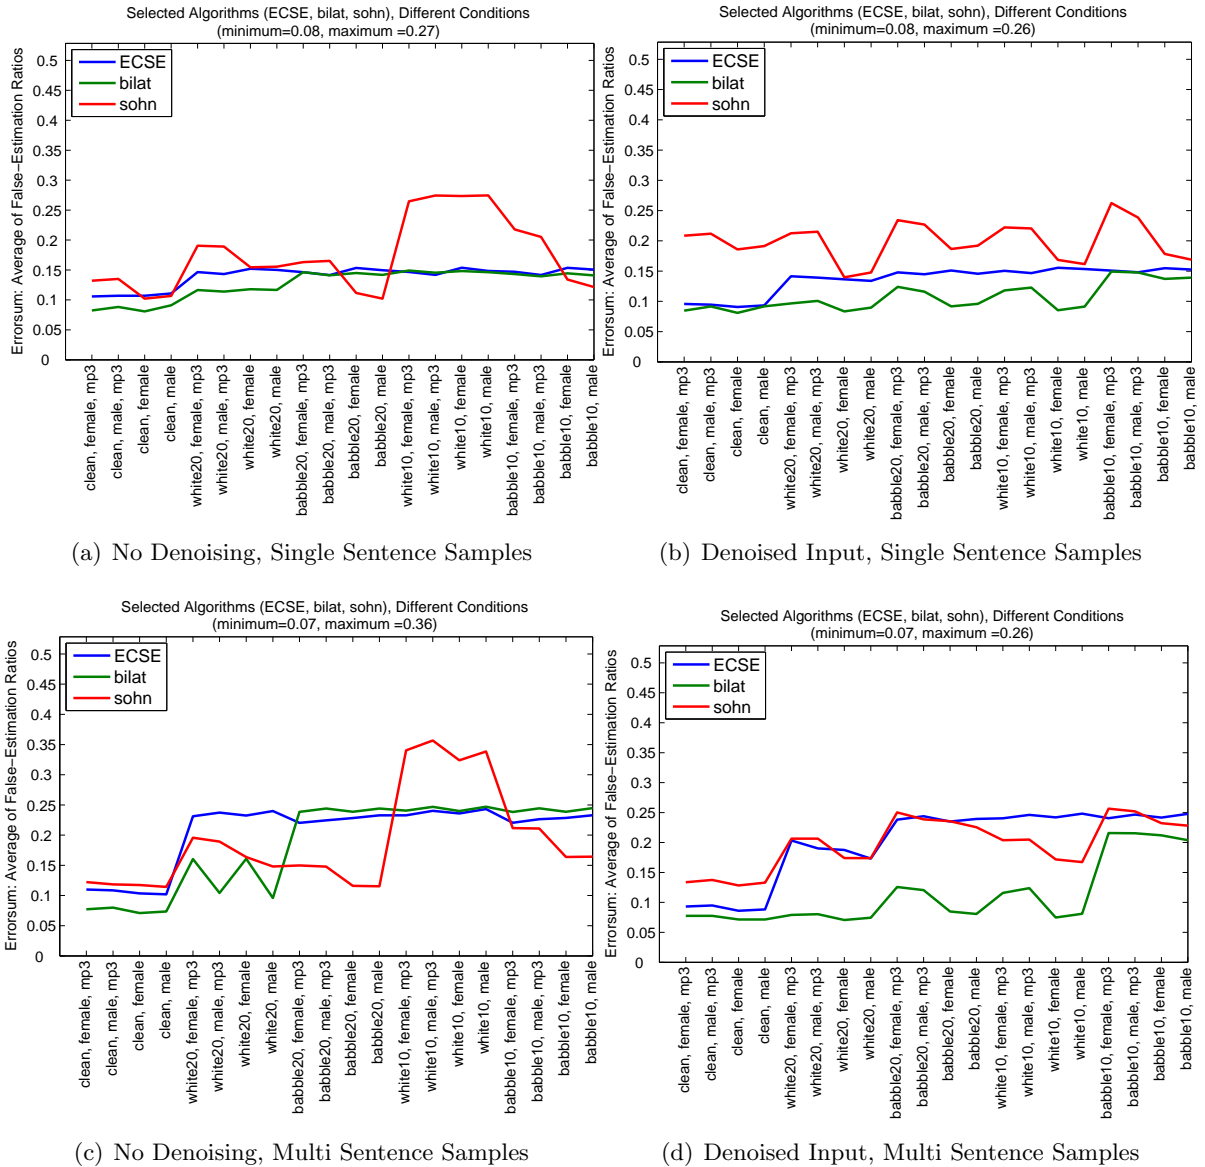 Selected Algorithms (ECSE, bilat, sohn), Different Conditions
(minimum=0.08, maximum =0.27)
Errorsum: Average of False−Estimation Ratios
0.5
0.45
0.4
0.35
0.3
0.25
0.2
0.15
0.1
0.05
0
ECSE
bilat
sohn
clean, female, mp3
clean, male, mp3
clean, female
clean, male
white20, female, mp3
white20, male, mp3
white20, female
white20, male
babble20, female, mp3
babble20, male, mp3
babble20, female
babble20, male
white10, female, mp3
white10, male, mp3
white10, female
white10, male
babble10, female, mp3
babble10, male, mp3
babble10, female
babble10, male
(a) No Denoising, Single Sentence Samples
Selected Algorithms (ECSE, bilat, sohn), Different Conditions
(minimum=0.08, maximum =0.26)
Errorsum: Average of False−Estimation Ratios
0.5
0.45
0.4
0.35
0.3
0.25
0.2
0.15
0.1
0.05
0
ECSE
bilat
sohn
clean, female, mp3
clean, male, mp3
clean, female
clean, male
white20, female, mp3
white20, male, mp3
white20, female
white20, male
babble20, female, mp3
babble20, male, mp3
babble20, female
babble20, male
white10, female, mp3
white10, male, mp3
white10, female
white10, male
babble10, female, mp3
babble10, male, mp3
babble10, female
babble10, male
(b) Denoised Input, Single Sentence Samples
Selected Algorithms (ECSE, bilat, sohn), Different Conditions
(minimum=0.07, maximum =0.36)
Errorsum: Average of False−Estimation Ratios
0.5
0.45
0.4
0.35
0.3
0.25
0.2
0.15
0.1
0.05
0
ECSE
bilat
sohn
clean, female, mp3
clean, male, mp3
clean, female
clean, male
white20, female, mp3
white20, male, mp3
white20, female
white20, male
babble20, female, mp3
babble20, male, mp3
babble20, female
babble20, male
white10, female, mp3
white10, male, mp3
white10, female
white10, male
babble10, female, mp3
babble10, male, mp3
babble10, female
babble10, male
(c) No Denoising, Multi Sentence Samples
Selected Algorithms (ECSE, bilat, sohn), Different Conditions
(minimum=0.07, maximum =0.26)
Errorsum: Average of False−Estimation Ratios
0.5
0.45
0.4
0.35
0.3
0.25
0.2
0.15
0.1
0.05
0
ECSE
bilat
sohn
clean, female, mp3
clean, male, mp3
clean, female
clean, male
white20, female, mp3
white20, male, mp3
white20, female
white20, male
babble20, female, mp3
babble20, male, mp3
babble20, female
babble20, male
white10, female, mp3
white10, male, mp3
white10, female
white10, male
babble10, female, mp3
babble10, male, mp3
babble10, female
babble10, male
(d) Denoised Input, Multi Sentence Samples